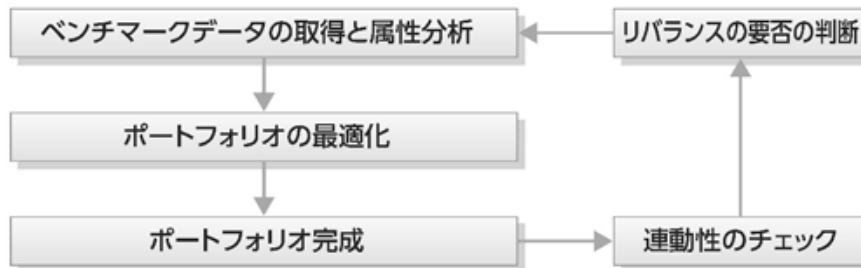 ベンチマークデータの取得と属性分析
リバランスの要否の判断
ポートフォリオの最適化
ポートフォリオ完成
連動性のチェック